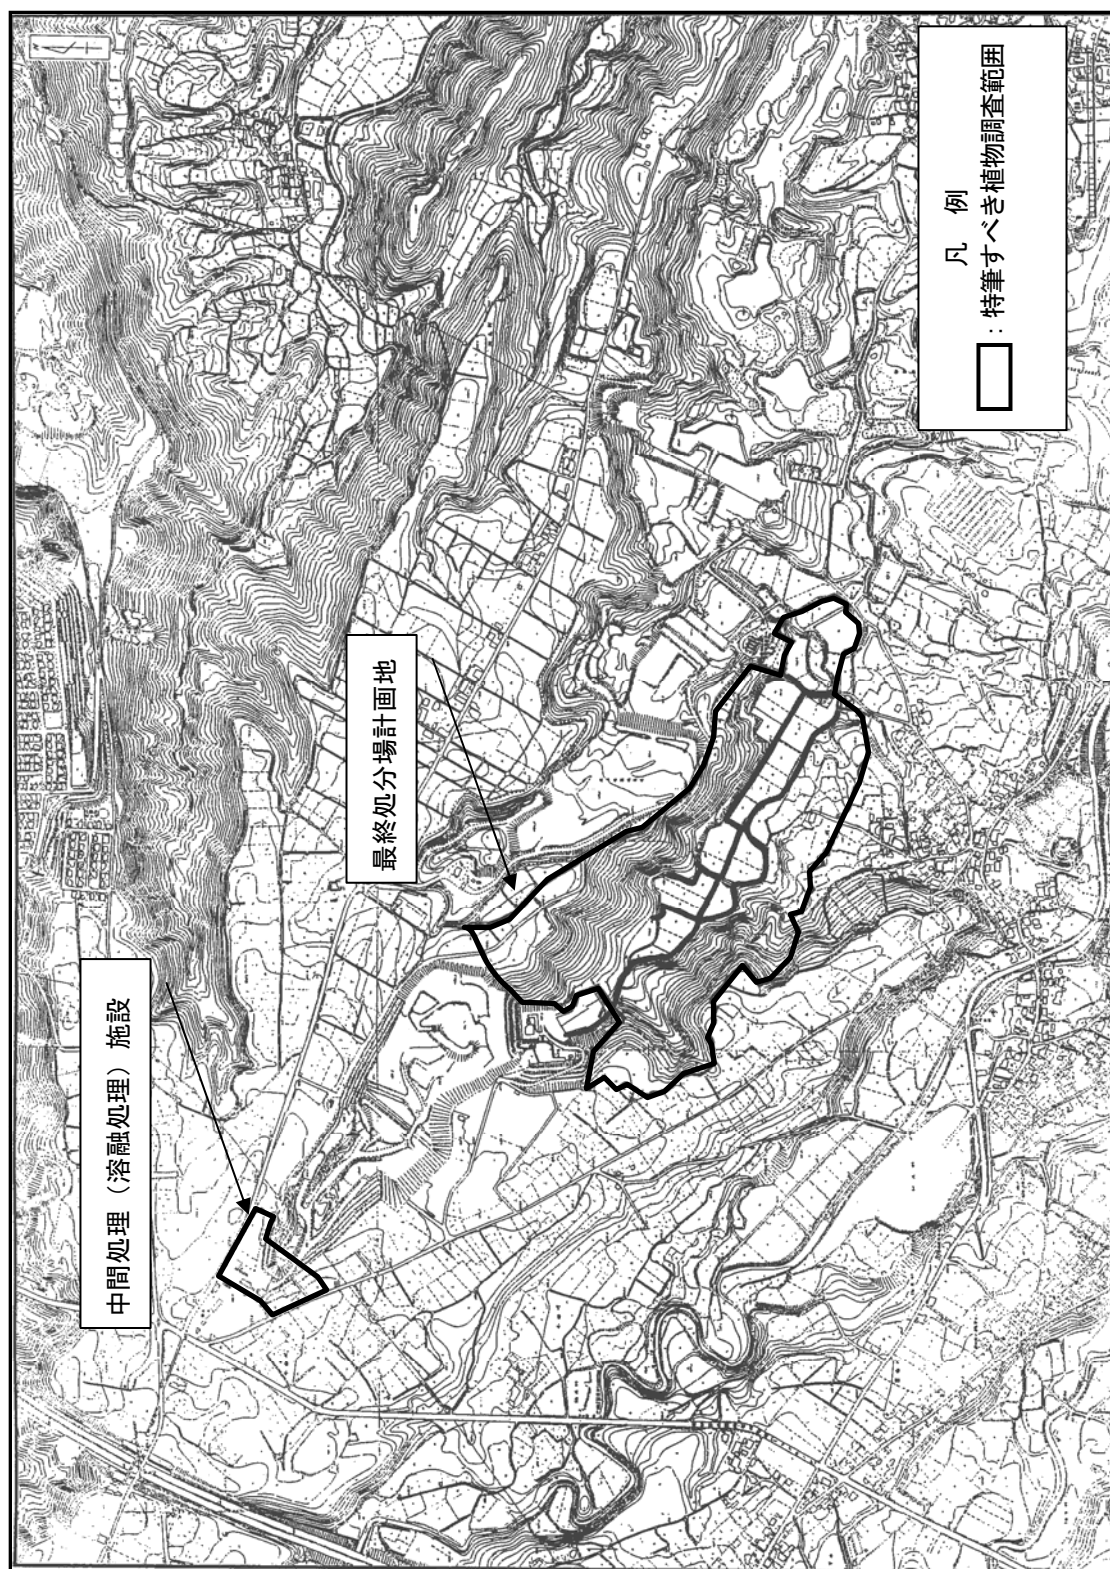 中間処理（溶融処理）施設
最終処分場計画地
凡　例
：特筆すべき植物調査範囲